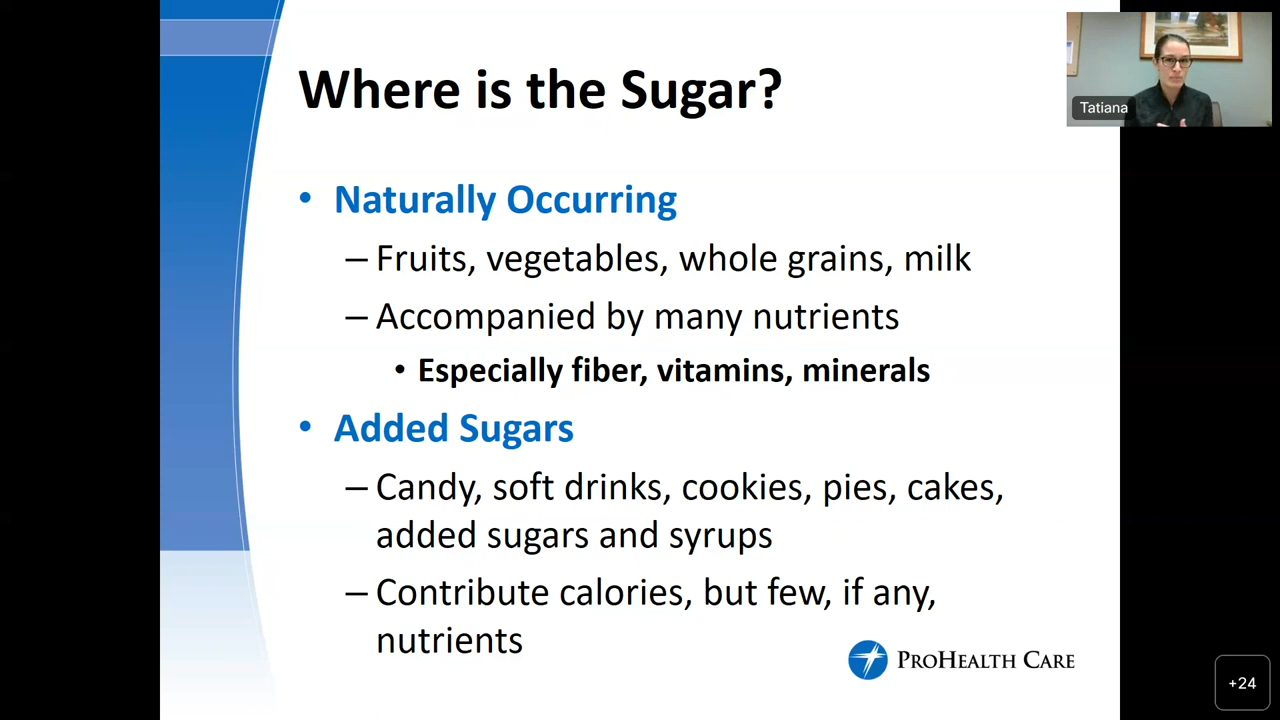 Where is the Sugar?
Tatiana
• Naturally Occurring
– Fruits, vegetables, whole grains, milk
– Accompanied by many nutrients
• Especially fiber, vitamins, minerals
• Added Sugars
– Candy, soft drinks, cookies, pies, cakes,
added sugars and syrups
– Contribute calories, but few, if any,
nutrients
PROHEALTH CARE
+24